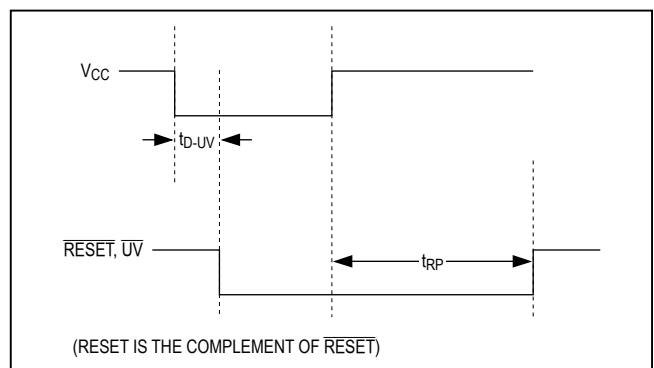 VCC
tD-UV
RESET, UV
tRP
(RESET IS THE COMPLEMENT OF RESET)